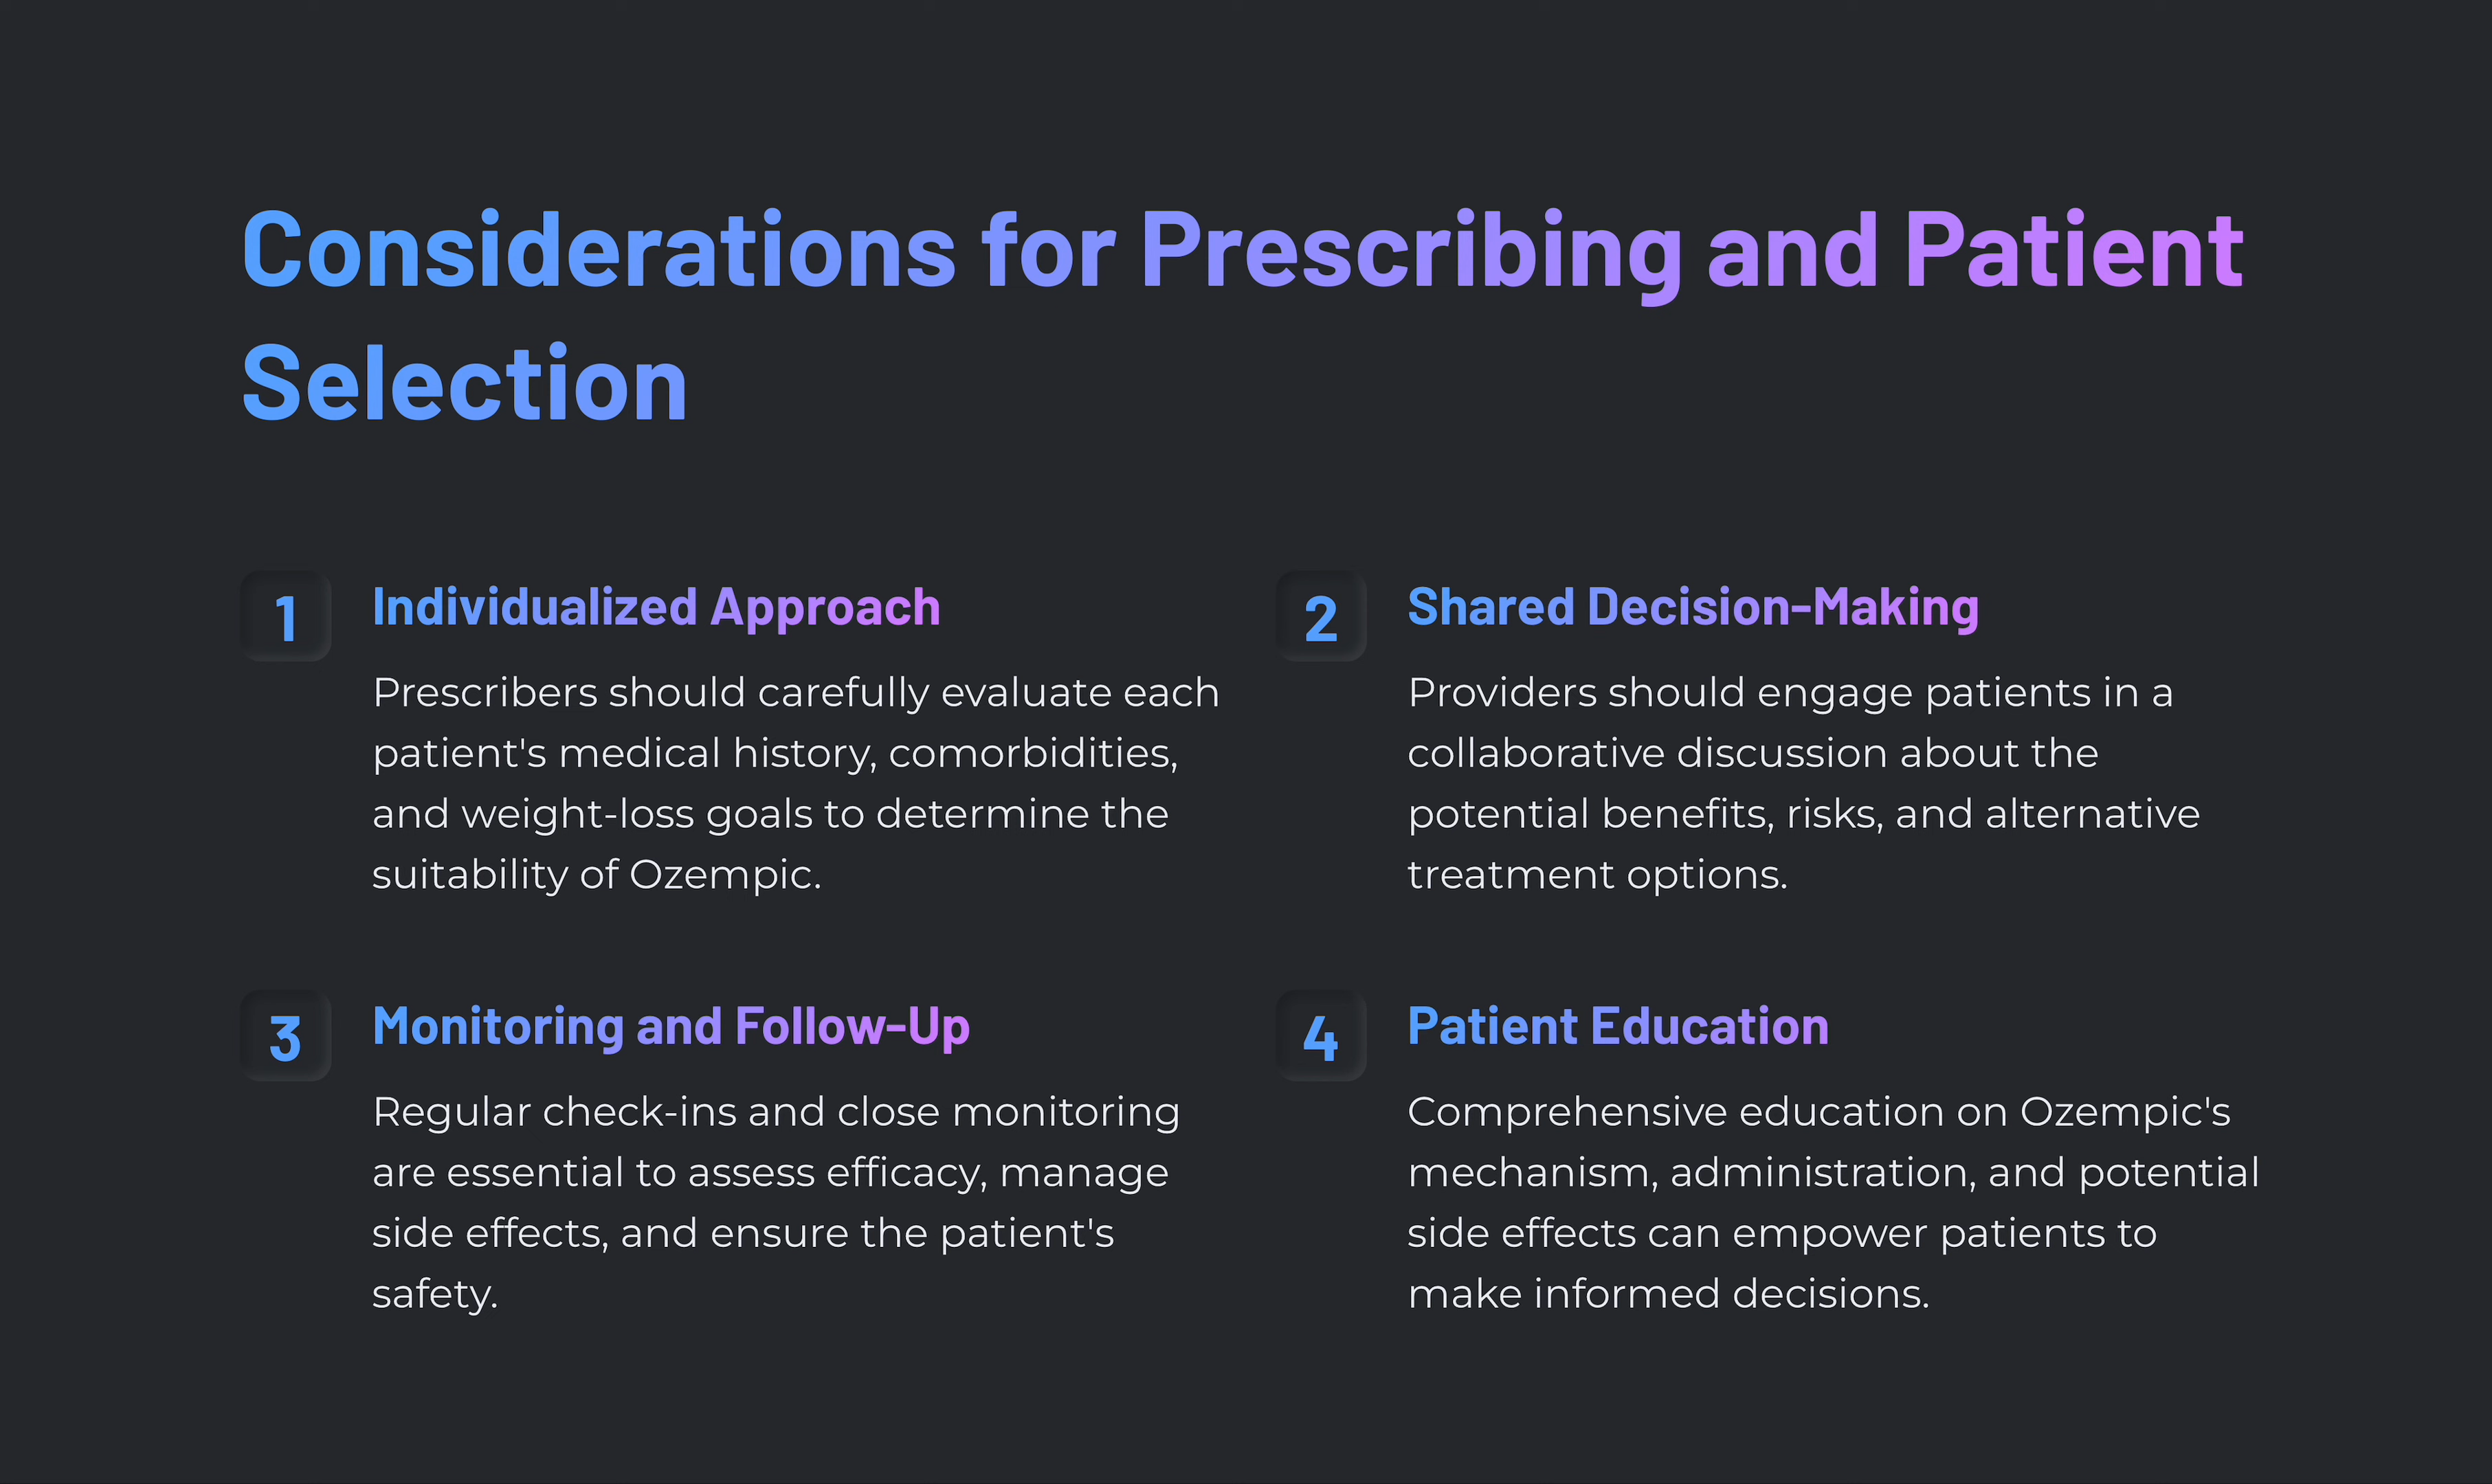 Considerations for Prescribing and Patient
Selection
1
Individualized Approach
Prescribers should carefully evaluate each
patient's medical history, comorbidities,
and weight-loss goals to determine the
suitability of Ozempic.
2
Shared Decision-Making
Providers should engage patients in a
collaborative discussion about the
potential benefits, risks, and alternative
treatment options.
3
Monitoring and Follow-Up
Regular check-ins and close monitoring
are essential to assess efficacy, manage
side effects, and ensure the patient's
safety.
4
Patient Education
Comprehensive education on Ozempic's
mechanism, administration, and potential
side effects can empower patients to
make informed decisions.